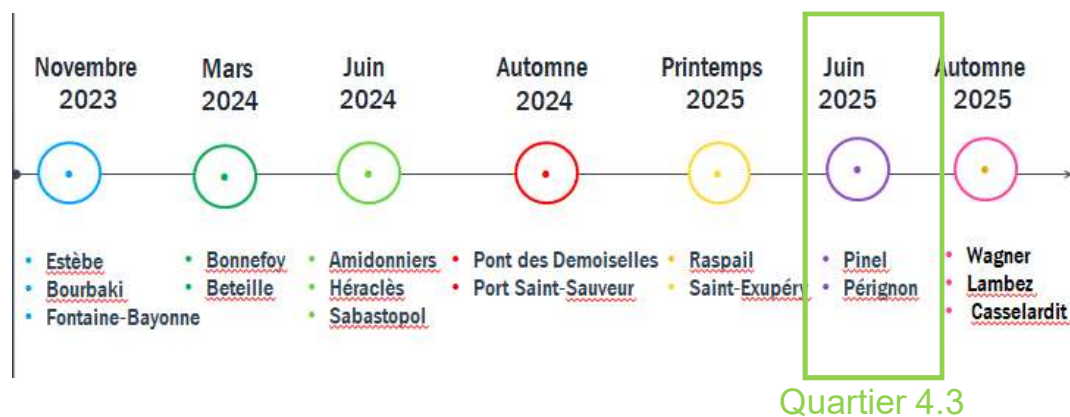 Novembre
2023
Mars
2024
Juin
2024
Automne
2024
Printemps
2025
Juin
2025
Automne
2025
• Estèbe
• Bourbaki
• Fontaine-Bayonne
• Bonnefoy
• Beteille
• Amidonniers
• Héraclès
• Sabastopol
• Pont des Demoiselles
• Port Saint-Sauveur
• Raspail
• Saint-Exupéry
• Pinel
• Pérignon
• Wagner
• Lambez
• Casselardit
Quartier 4.3